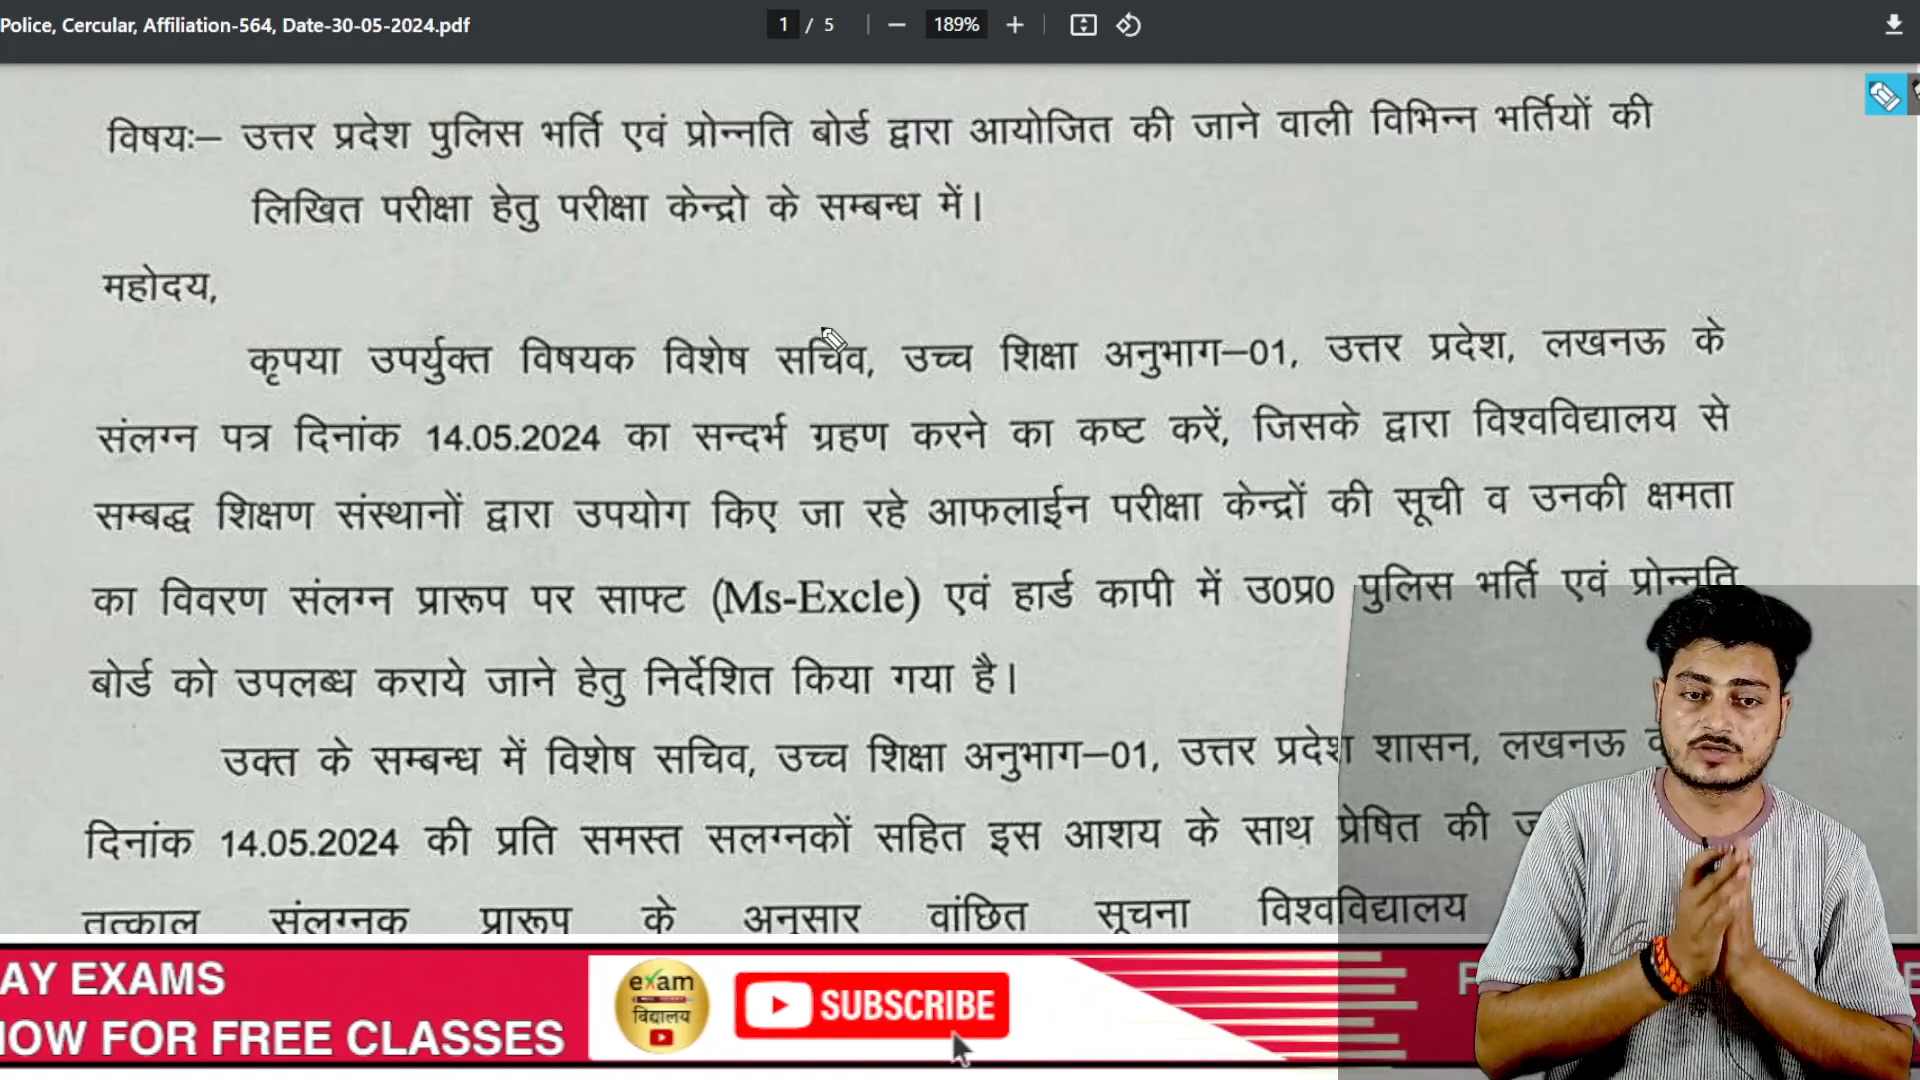 Police, Cercular, Affiliation-564, Date-30-05-2024.pdf
1 / 5
189%
विषयः– उत्तर प्रदेश पुलिस भर्ति एवं प्रोन्नति बोर्ड द्वारा आयोजित की जाने वाली विभिन्न भर्तियों की
लिखित परीक्षा हेतु परीक्षा केन्द्रो के सम्बन्ध में।
महोदय,
कृपया उपर्युक्त विषयक विशेष सचिव, उच्च शिक्षा अनुभाग–01, उत्तर प्रदेश, लखनऊ के
संलग्न पत्र दिनांक 14.05.2024 का सन्दर्भ ग्रहण करने का कष्ट करें, जिसके द्वारा विश्वविद्यालय से
सम्बद्ध शिक्षण संस्थानों द्वारा उपयोग किए जा रहे आफलाईन परीक्षा केन्द्रों की सूची व उनकी क्षमता
का विवरण संलग्न प्रारूप पर साफ्ट (Ms-Excle) एवं हार्ड कापी में उ0प्र0 पुलिस भर्ति एवं प्रोन्नति
बोर्ड को उपलब्ध कराये जाने हेतु निर्देशित किया गया है।
उक्त के सम्बन्ध में विशेष सचिव, उच्च शिक्षा अनुभाग–01, उत्तर प्रदेश शासन, लखनऊ
दिनांक 14.05.2024 की प्रति समस्त सलग्नकों सहित इस आशय के साथ प्रेषित की
तत्काल संलग्नक प्रारूप के अनुसार वांछित सूचना विश्वविद्यालय
AY EXAMS
NOW FOR FREE CLASSES
exam
विद्यालय
SUBSCRIBE